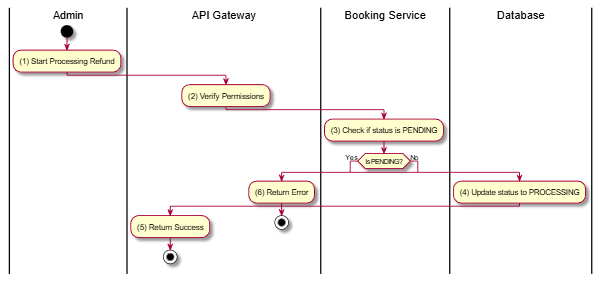 Admin
API Gateway
Booking Service
Database
(1) Start Processing Refund
(2) Verify Permissions
(3) Check if status is PENDING
Yes
Is PENDING?
No
(6) Return Error
(4) Update status to PROCESSING
(5) Return Success